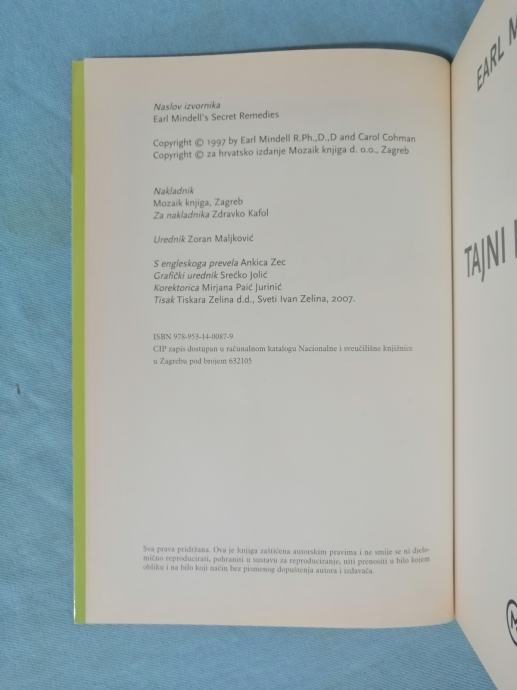 Naslov izvornika
Earl Mindell's Secret Remedies
Copyright © 1997 by Earl Mindell R.Ph.,D.,D and Carol Cohman
Copyright © za hrvatsko izdanje Mozaik knjiga d. o.o., Zagreb
Nakladnik
Mozaik knjiga, Zagreb
Za nakladnika Zdravko Kafol
Urednik Zoran Maljković
S engleskoga prevela Ankica Zec
Grafički urednik Srećko Jolić
Korektorica Mirjana Paić Jurinić
Tisak Tiskara Zelina d.d., Sveti Ivan Zelina, 2007.
ISBN 978-953-14-0087-9
CIP zapis dostupan u računalnom katalogu Nacionalne i sveučilišne knjižnice
u Zagrebu pod brojem 632105
Sva prava pridržana. Ova je knjiga zaštićena autorskim pravima i ne smije se ni djelo-
mično reproducirati, pohraniti u sustavu za reproduciranje, niti prenositi u bilo kojem
obliku i na bilo koji način bez pismenog dopuštenja autora i izdavača.
EARL M
TAJNI